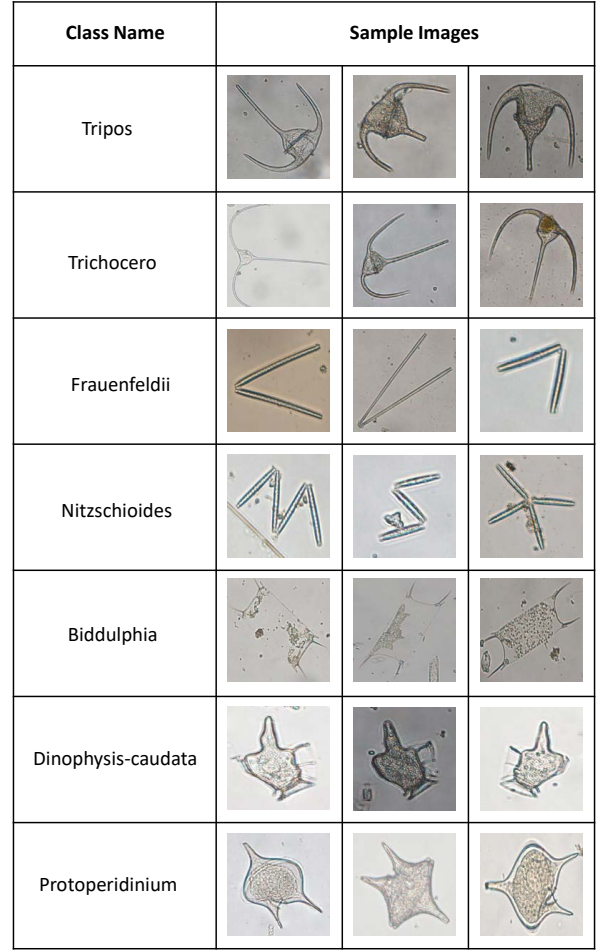 Class Name Sample Images
Tripos
Trichocero
Frauenfeldii
Nitzschioides
Biddulphia
Dinophysis-caudata
Protoperidinium